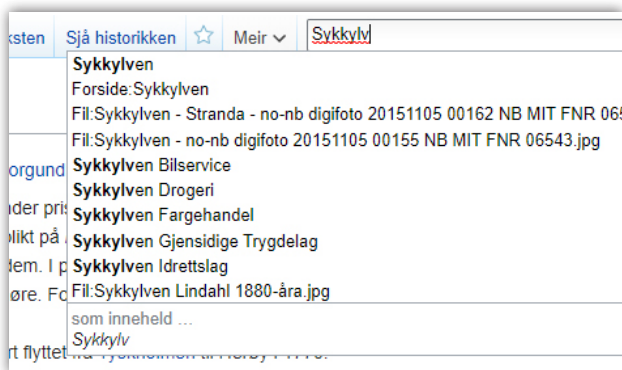 ksten Sjå historikken Meir Sykkylv
Sykkylven
Forside:Sykkylven
Fil:Sykkylven - Stranda - no-nb digifoto 20151105 00162 NB MIT FNR 065
Fil:Sykkylven - no-nb digifoto 20151105 00155 NB MIT FNR 06543.jpg
orgund
Sykkylven Bilservice
Sykkylven Drogeri
nder pris
Sykkylven Fargehandel
blikt på
Sykkylven Gjensidige Trygdelag
dem. I p
Sykkylven Idrettslag
øre. Fo
Fil:Sykkylven Lindahl 1880-åra.jpg
som inneheld ...
Sykkylv
rt flyttet